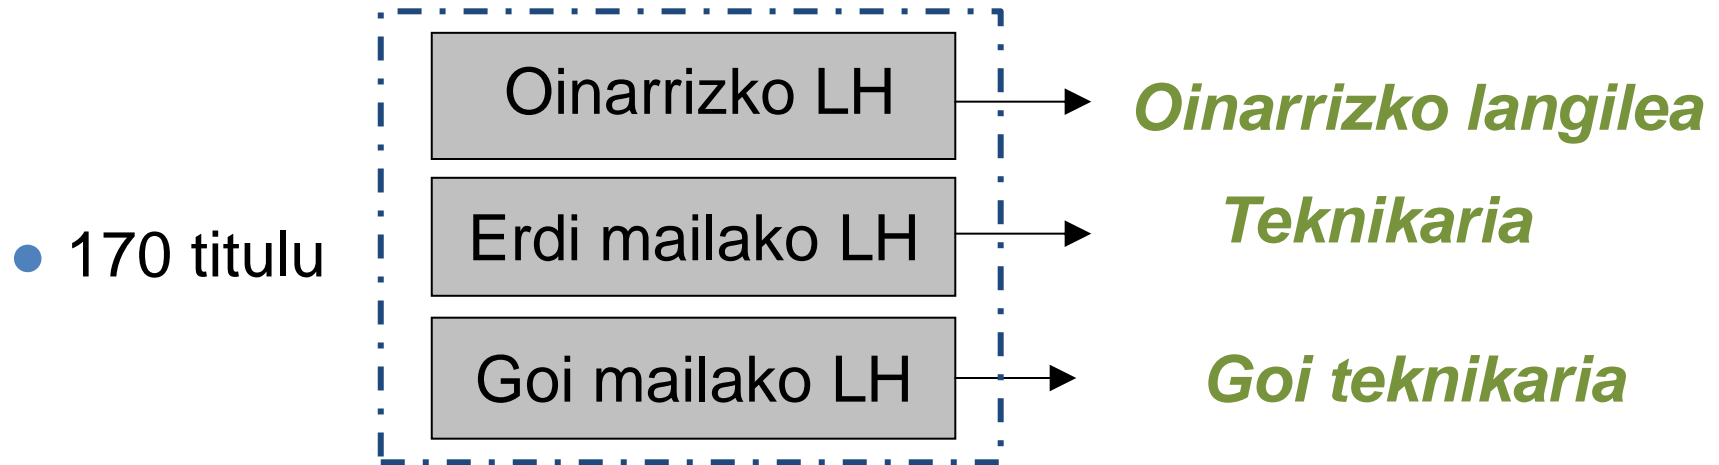 • 170 titulu
Oinarrizko LH
Oinarrizko langilea
Erdi mailako LH
Teknikaria
Goi mailako LH
Goi teknikaria